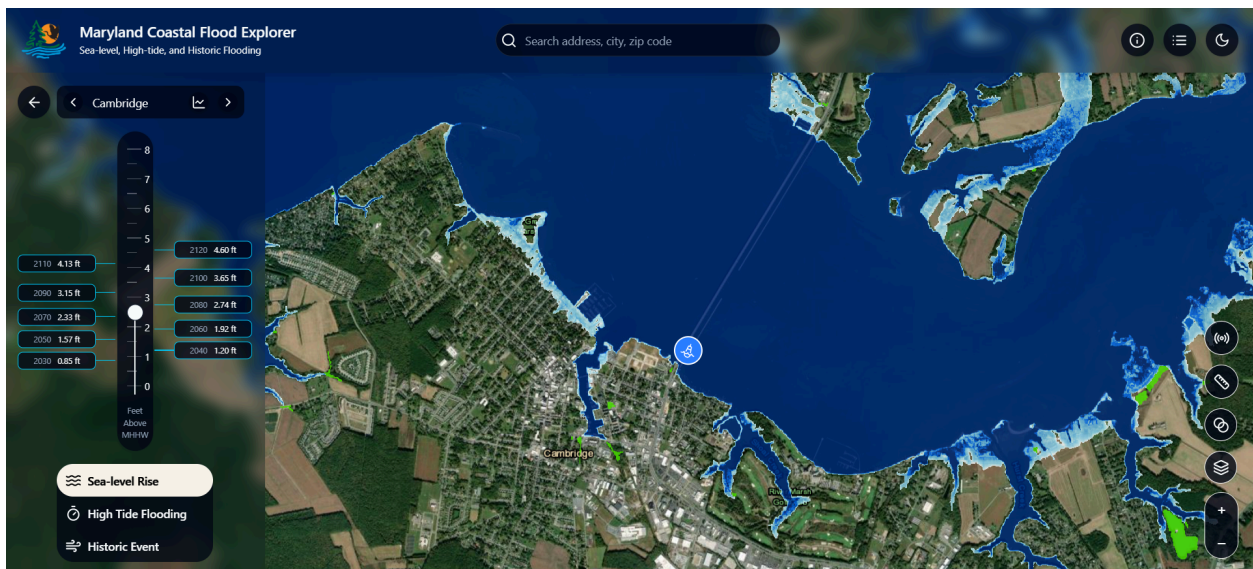 Maryland Coastal Flood Explorer
Sea-level, High-tide, and Historic Flooding
Search address, city, zip code
Cambridge
8
7
6
5
4
3
2
1
0
2120 4.60 ft
2110 4.13 ft
2100 3.65 ft
2090 3.15 ft
2080 2.74 ft
2070 2.33 ft
2060 1.92 ft
2050 1.57 ft
2040 1.20 ft
2030 0.85 ft
Feet
Above
MHHW
Sea-level Rise
High Tide Flooding
Historic Event
Cambridge
+
−